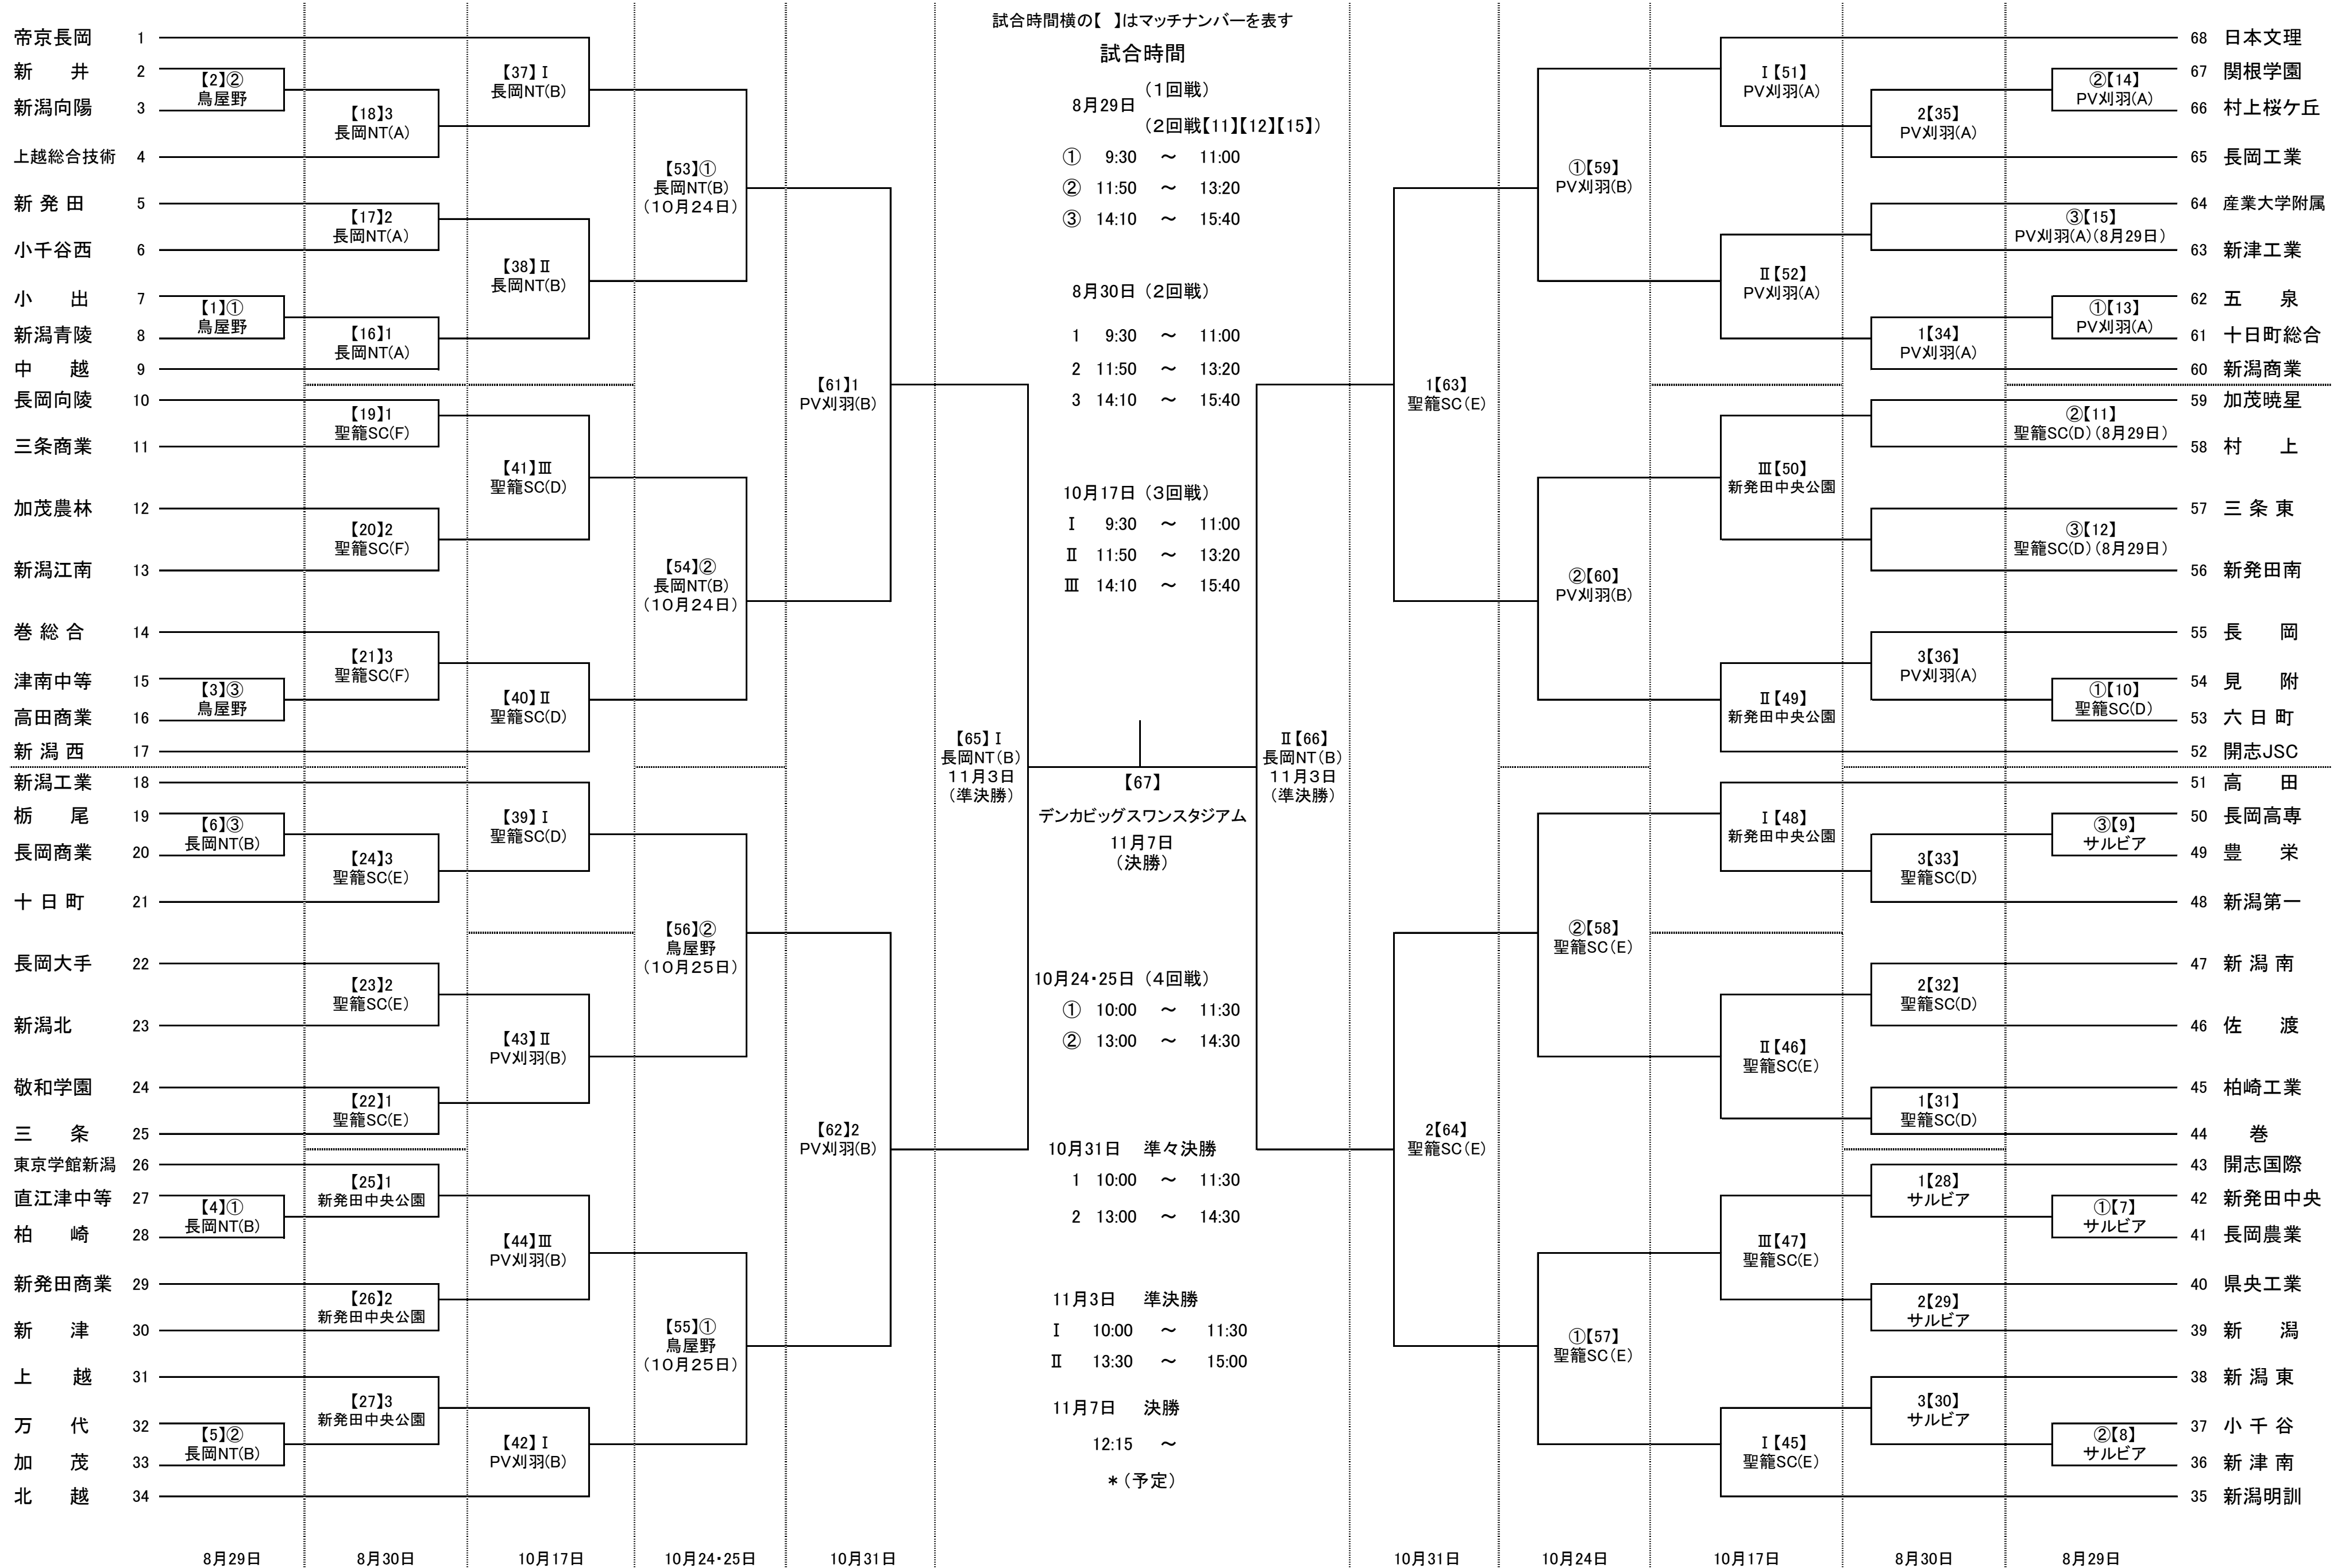 試合時間横の【　】はマッチナンバーを表す
試合時間
帝京長岡 1
新 井 2
新潟向陽 3
上越総合技術 4
新 発 田 5
小千谷西 6
小 出 7
新潟青陵 8
中 越 9
長岡向陵 10
三条商業 11
加茂農林 12
新潟江南 13
巻 総 合 14
津南中等 15
高田商業 16
新 潟 西 17
新潟工業 18
栃 尾 19
長岡商業 20
十 日 町 21
長岡大手 22
新潟北 23
敬和学園 24
三 条 25
東京学館新潟 26
直江津中等 27
柏 崎 28
新発田商業 29
新 津 30
上 越 31
万 代 32
加 茂 33
北 越 34
【2】②
鳥屋野
【1】①
鳥屋野
【3】③
鳥屋野
【6】③
長岡NT(B)
【4】①
長岡NT(B)
【5】②
長岡NT(B)
8月29日
【18】3
長岡NT(A)
【17】2
長岡NT(A)
【16】1
長岡NT(A)
【19】1
聖籠SC(F)
【20】2
聖籠SC(F)
【21】3
聖籠SC(F)
【24】3
聖籠SC(E)
【23】2
聖籠SC(E)
【22】1
聖籠SC(E)
【25】1
新発田中央公園
【26】2
新発田中央公園
【27】3
新発田中央公園
8月30日
【37】Ⅰ
長岡NT(B)
【38】Ⅱ
長岡NT(B)
【41】Ⅲ
聖籠SC(D)
【40】Ⅱ
聖籠SC(D)
【39】Ⅰ
聖籠SC(D)
【43】Ⅱ
PV刈羽(B)
【44】Ⅲ
PV刈羽(B)
【42】Ⅰ
PV刈羽(B)
10月17日
【53】①
長岡NT(B)
（10月24日）
【54】②
長岡NT(B)
（10月24日）
【56】②
鳥屋野
（10月25日）
【55】①
鳥屋野
（10月25日）
10月24・25日
【61】1
PV刈羽(B)
【62】2
PV刈羽(B)
10月31日
【65】Ⅰ
長岡NT(B)
11月3日
（準決勝）
（1回戦）
8月29日
（2回戦【11】【12】【15】）
① 9:30 ～ 11:00
② 11:50 ～ 13:20
③ 14:10 ～ 15:40
8月30日（2回戦）
1 9:30 ～ 11:00
2 11:50 ～ 13:20
3 14:10 ～ 15:40
10月17日（3回戦）
Ⅰ 9:30 ～ 11:00
Ⅱ 11:50 ～ 13:20
Ⅲ 14:10 ～ 15:40
【67】
デンカビッグスワンスタジアム
11月7日
（決勝）
10月24・25日（4回戦）
① 10:00 ～ 11:30
② 13:00 ～ 14:30
10月31日 準々決勝
1 10:00 ～ 11:30
2 13:00 ～ 14:30
11月3日 準決勝
Ⅰ 10:00 ～ 11:30
Ⅱ 13:30 ～ 15:00
11月7日 決勝
12:15 ～
*（予定）
Ⅱ【66】
長岡NT(B)
11月3日
（準決勝）
1【63】
聖籠SC(E)
2【64】
聖籠SC(E)
10月31日
①【59】
PV刈羽(B)
②【60】
PV刈羽(B)
②【58】
聖籠SC(E)
①【57】
聖籠SC(E)
10月24日
Ⅰ【51】
PV刈羽(A)
Ⅱ【52】
PV刈羽(A)
Ⅲ【50】
新発田中央公園
Ⅱ【49】
新発田中央公園
Ⅰ【48】
新発田中央公園
Ⅱ【46】
聖籠SC(E)
Ⅲ【47】
聖籠SC(E)
Ⅰ【45】
聖籠SC(E)
10月17日
2【35】
PV刈羽(A)
1【34】
PV刈羽(A)
3【36】
PV刈羽(A)
3【33】
聖籠SC(D)
2【32】
聖籠SC(D)
1【31】
聖籠SC(D)
1【28】
サルビア
2【29】
サルビア
3【30】
サルビア
8月30日
②【14】
PV刈羽(A)
③【15】
PV刈羽(A)(8月29日)
①【13】
PV刈羽(A)
②【11】
聖籠SC(D)(8月29日)
③【12】
聖籠SC(D)(8月29日)
①【10】
聖籠SC(D)
③【9】
サルビア
①【7】
サルビア
②【8】
サルビア
8月29日
68 日本文理
67 関根学園
66 村上桜ケ丘
65 長岡工業
64 産業大学附属
63 新津工業
62 五 泉
61 十日町総合
60 新潟商業
59 加茂暁星
58 村 上
57 三 条 東
56 新発田南
55 長 岡
54 見 附
53 六 日 町
52 開志JSC
51 高 田
50 長岡高専
49 豊 栄
48 新潟第一
47 新 潟 南
46 佐 渡
45 柏崎工業
44 巻
43 開志国際
42 新発田中央
41 長岡農業
40 県央工業
39 新 潟
38 新 潟 東
37 小 千 谷
36 新 津 南
35 新潟明訓